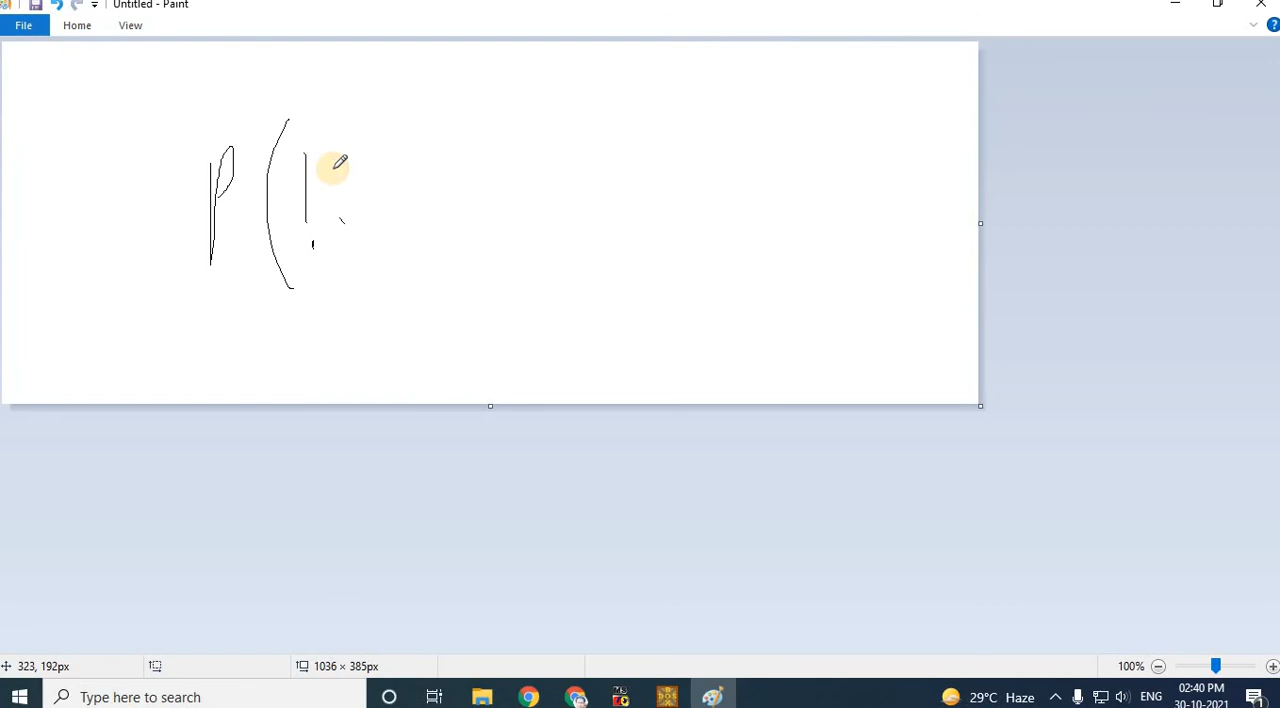 Untitled - Paint
File Home View
P (1
323, 192px 1036 × 385px 100%
Type here to search 29°C Haze ENG 02:40 PM
30-10-2021